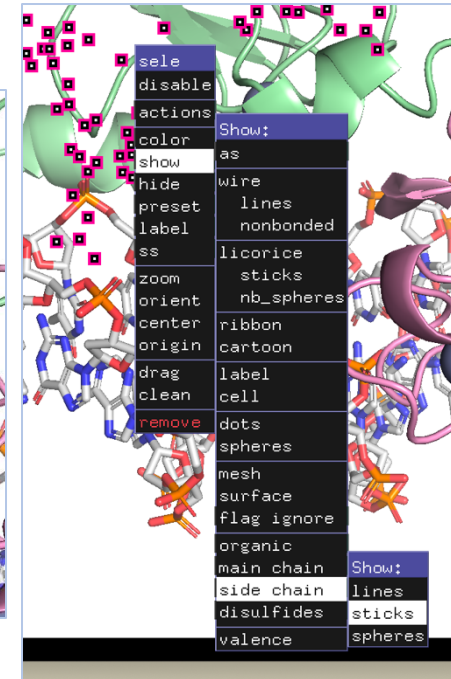 sele
disable
actions
color
show
hide
preset
label
ss
zoom
orient
center
origin
drag
clean
remove
Show:
as
wire
lines
nonbonded
licorice
sticks
nb_spheres
ribbon
cartoon
label
cell
dots
spheres
mesh
surface
flag ignore
organic
main chain
side chain
disulfides
valence
Show:
lines
sticks
spheres